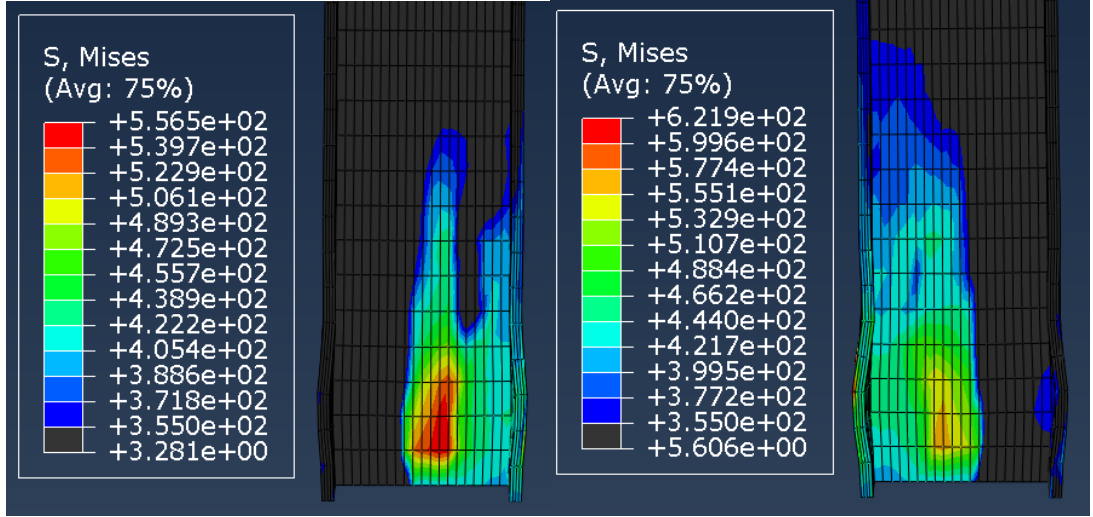 S, Mises
(Avg: 75%)
+5.565e+02
+5.397e+02
+5.229e+02
+5.061e+02
+4.893e+02
+4.725e+02
+4.557e+02
+4.389e+02
+4.222e+02
+4.054e+02
+3.886e+02
+3.718e+02
+3.550e+02
+3.281e+00
S, Mises
(Avg: 75%)
+6.219e+02
+5.996e+02
+5.774e+02
+5.551e+02
+5.329e+02
+5.107e+02
+4.884e+02
+4.662e+02
+4.440e+02
+4.217e+02
+3.995e+02
+3.772e+02
+3.550e+02
+5.606e+00